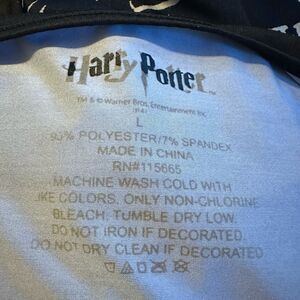 Harry Potter
TM & © Warner Bros. Entertainment Inc.
L
93% POLYESTER/7% SPANDEX
MADE IN CHINA
RN#115665
MACHINE WASH COLD WITH
LIKE COLORS. ONLY NON-CHLORINE
BLEACH. TUMBLE DRY LOW.
DO NOT IRON IF DECORATED.
DO NOT DRY CLEAN IF DECORATED.